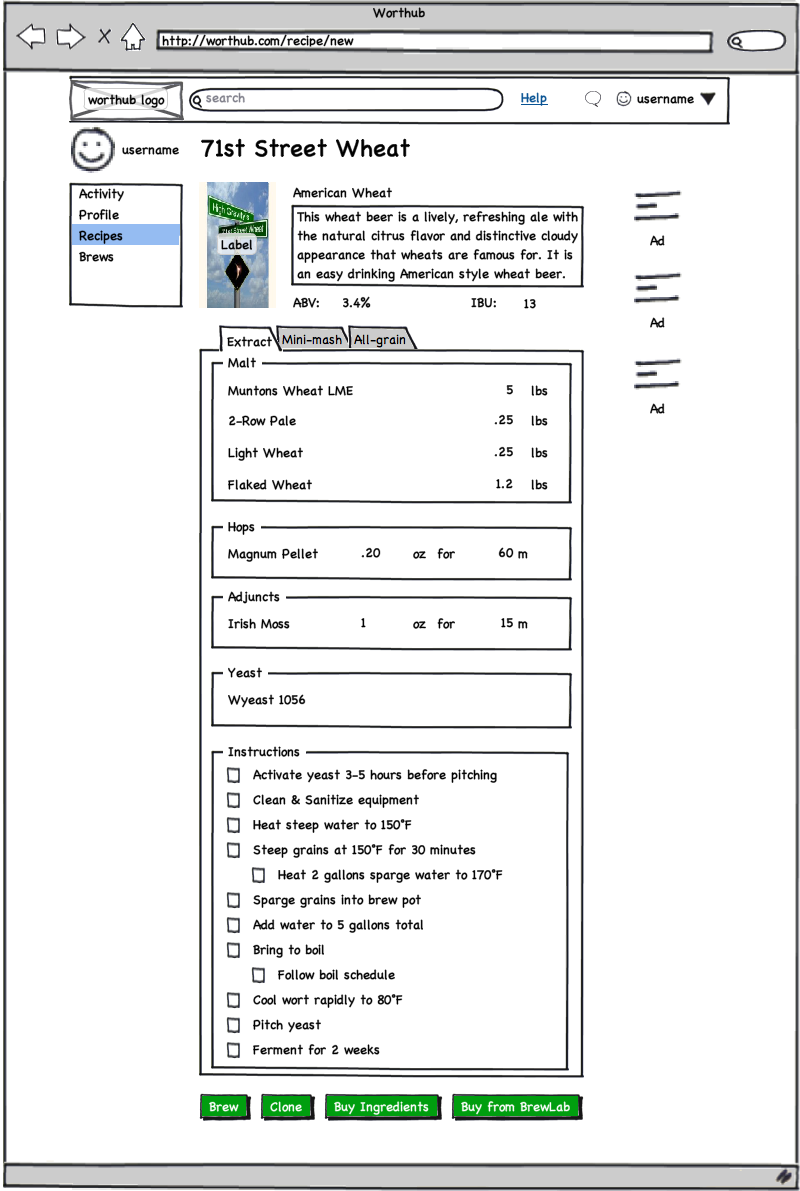 Worthub
http://worthub.com/recipe/new
worthub logo
search
Help
username
username
71st Street Wheat
Activity
Profile
Recipes
Brews
High Gravity's
71st Street Wheat
Label
American Wheat
This wheat beer is a lively, refreshing ale with
the natural citrus flavor and distinctive cloudy
appearance that wheats are famous for. It is
an easy drinking American style wheat beer.
ABV: 3.4% IBU: 13
Ad
Ad
Ad
Extract Mini-mash All-grain
Malt
Muntons Wheat LME 5 lbs
2-Row Pale .25 lbs
Light Wheat .25 lbs
Flaked Wheat 1.2 lbs
Hops
Magnum Pellet .20 oz for 60 m
Adjuncts
Irish Moss 1 oz for 15 m
Yeast
Wyeast 1056
Instructions
Activate yeast 3-5 hours before pitching
Clean & Sanitize equipment
Heat steep water to 150°F
Steep grains at 150°F for 30 minutes
Heat 2 gallons sparge water to 170°F
Sparge grains into brew pot
Add water to 5 gallons total
Bring to boil
Follow boil schedule
Cool wort rapidly to 80°F
Pitch yeast
Ferment for 2 weeks
Brew Clone Buy Ingredients Buy from BrewLab